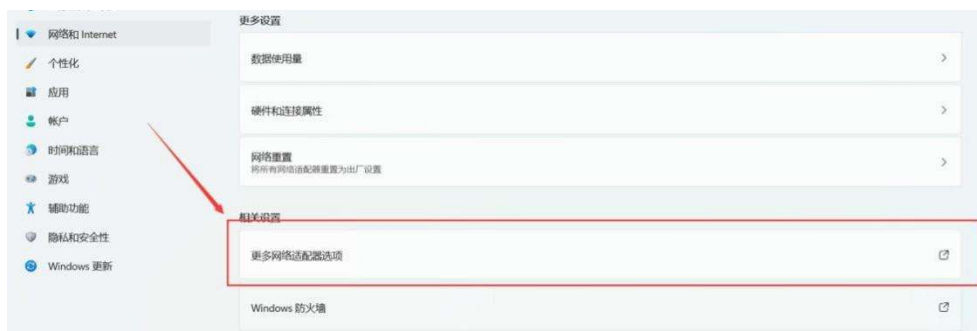 网络和 Internet
个性化
应用
帐户
时间和语言
游戏
辅助功能
隐私和安全性
Windows 更新
更多设置
数据使用量
硬件和连接属性
网络重置
将所有网络适配器重置为出厂设置
相关设置
更多网络适配器选项
Windows 防火墙